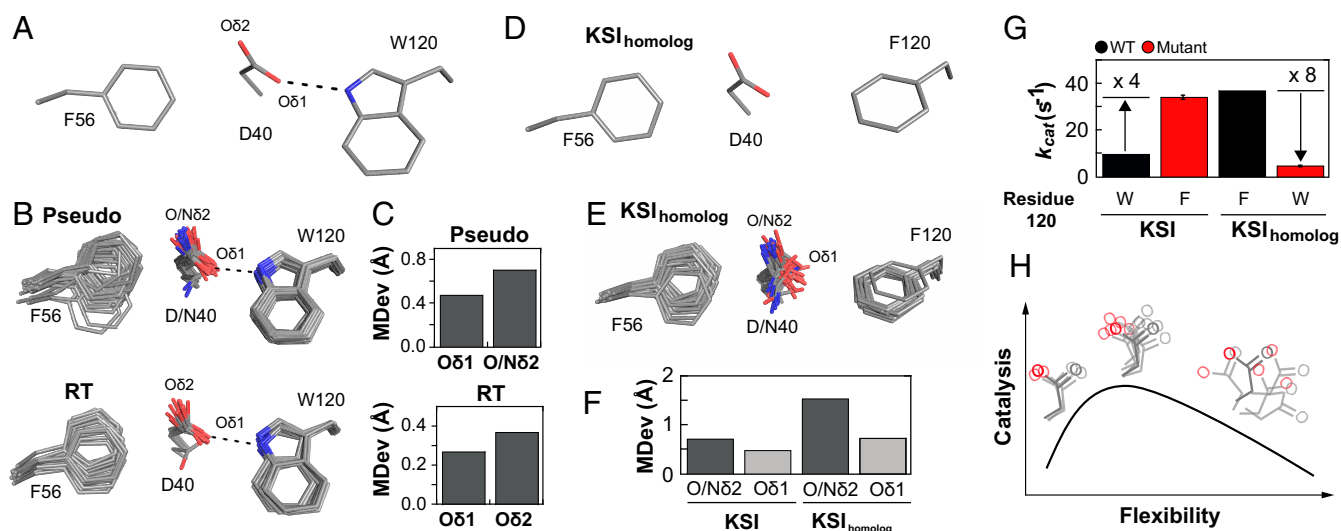 A
Oδ2
F56
Oδ1
D40
W120
D
KSIhomolog
F56
D40
F120
G
WT Mutant
kcat (s-1)
40
20
0
x 4
x 8
Residue 120
W F F W
KSI KSIhomolog
B
Pseudo
O/Nδ2
Oδ1
W120
F56
D/N40
RT
Oδ2
Oδ1
W120
F56
D40
C
Pseudo
MDev (Å)
0.8
0.4
0.0
Oδ1 O/Nδ2
RT
MDev (Å)
0.4
0.2
0.0
Oδ1 Oδ2
E
KSIhomolog
O/Nδ2
Oδ1
F120
F56
D/N40
F
MDev (Å)
2
1
0
O/Nδ2 Oδ1 O/Nδ2 Oδ1
KSI KSIhomolog
H
Catalysis
Flexibility